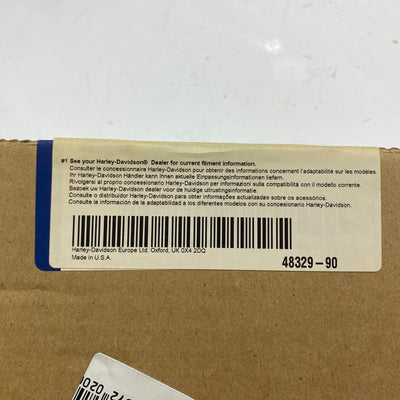 #1 See your Harley-Davidson® Dealer for current fitment information.
Consulter le concessionnaire Harley-Davidson pour obtenir des informations concernant l'adaptabilité sur les modèles.
Ihr Harley-Davidson Händler kann Ihnen aktuelle Einpassungsinformationen liefern.
Rivolgersi al proprio concessionario Harley-Davidson per informazioni sulla compatibilità con il modello corrente.
Bezoek uw Harley-Davidson dealer voor de huidige uitrustingsinformatie.
Consulte o distribuidor Harley-Davidson para obter informações actualizadas sobre os acessórios.
Consulte la información de la adaptabilidad a los diferentes modelos con su concesionario Harley-Davidson.
Harley-Davidson Europe Ltd, Oxford, UK 0X4 2DQ
Made in U.S.A.
48329-90